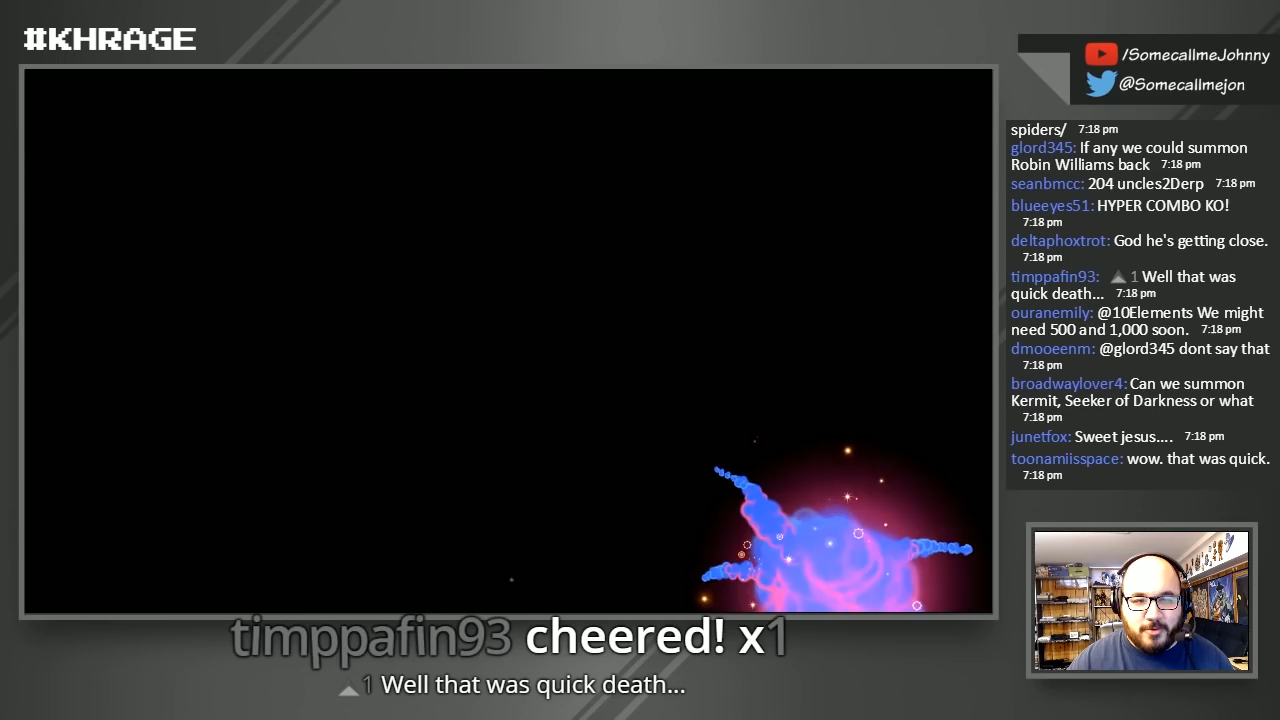 #KHRAGE
/SomecallmeJohnny
@Somecallmejon
spiders/ 7:18 pm
glord345: If any we could summon
Robin Williams back 7:18 pm
seanbmcc: 204 uncles2Derp 7:18 pm
blueeyes51: HYPER COMBO KO!
7:18 pm
deltaphoxtrot: God he's getting close.
7:18 pm
timppafin93: 1 Well that was
quick death... 7:18 pm
ouranemily: @10Elements We might
need 500 and 1,000 soon. 7:18 pm
dmooeenm: @glord345 dont say that
7:18 pm
broadwaylover4: Can we summon
Kermit, Seeker of Darkness or what
7:18 pm
junetfox: Sweet jesus.... 7:18 pm
toonamiisspace: wow. that was quick.
7:18 pm
timppafin93 cheered! x1
1 Well that was quick death...